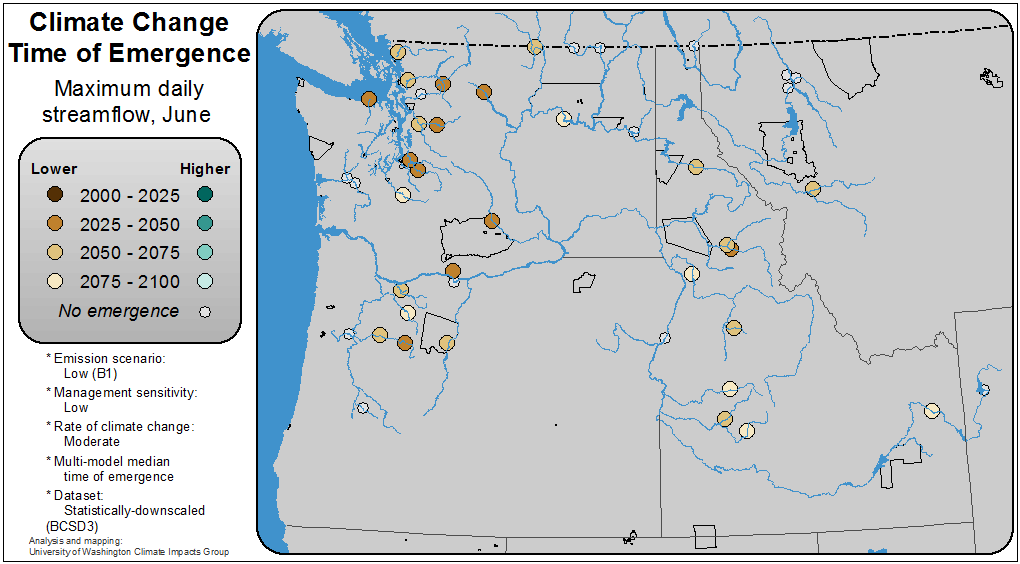 Climate Change
Time of Emergence
Maximum daily
streamflow, June
Lower Higher
2000 - 2025
2025 - 2050
2050 - 2075
2075 - 2100
No emergence
* Emission scenario:
Low (B1)
* Management sensitivity:
Low
* Rate of climate change:
Moderate
* Multi-model median
time of emergence
* Dataset:
Statistically-downscaled
(BCSD3)
Analysis and mapping:
University of Washington Climate Impacts Group